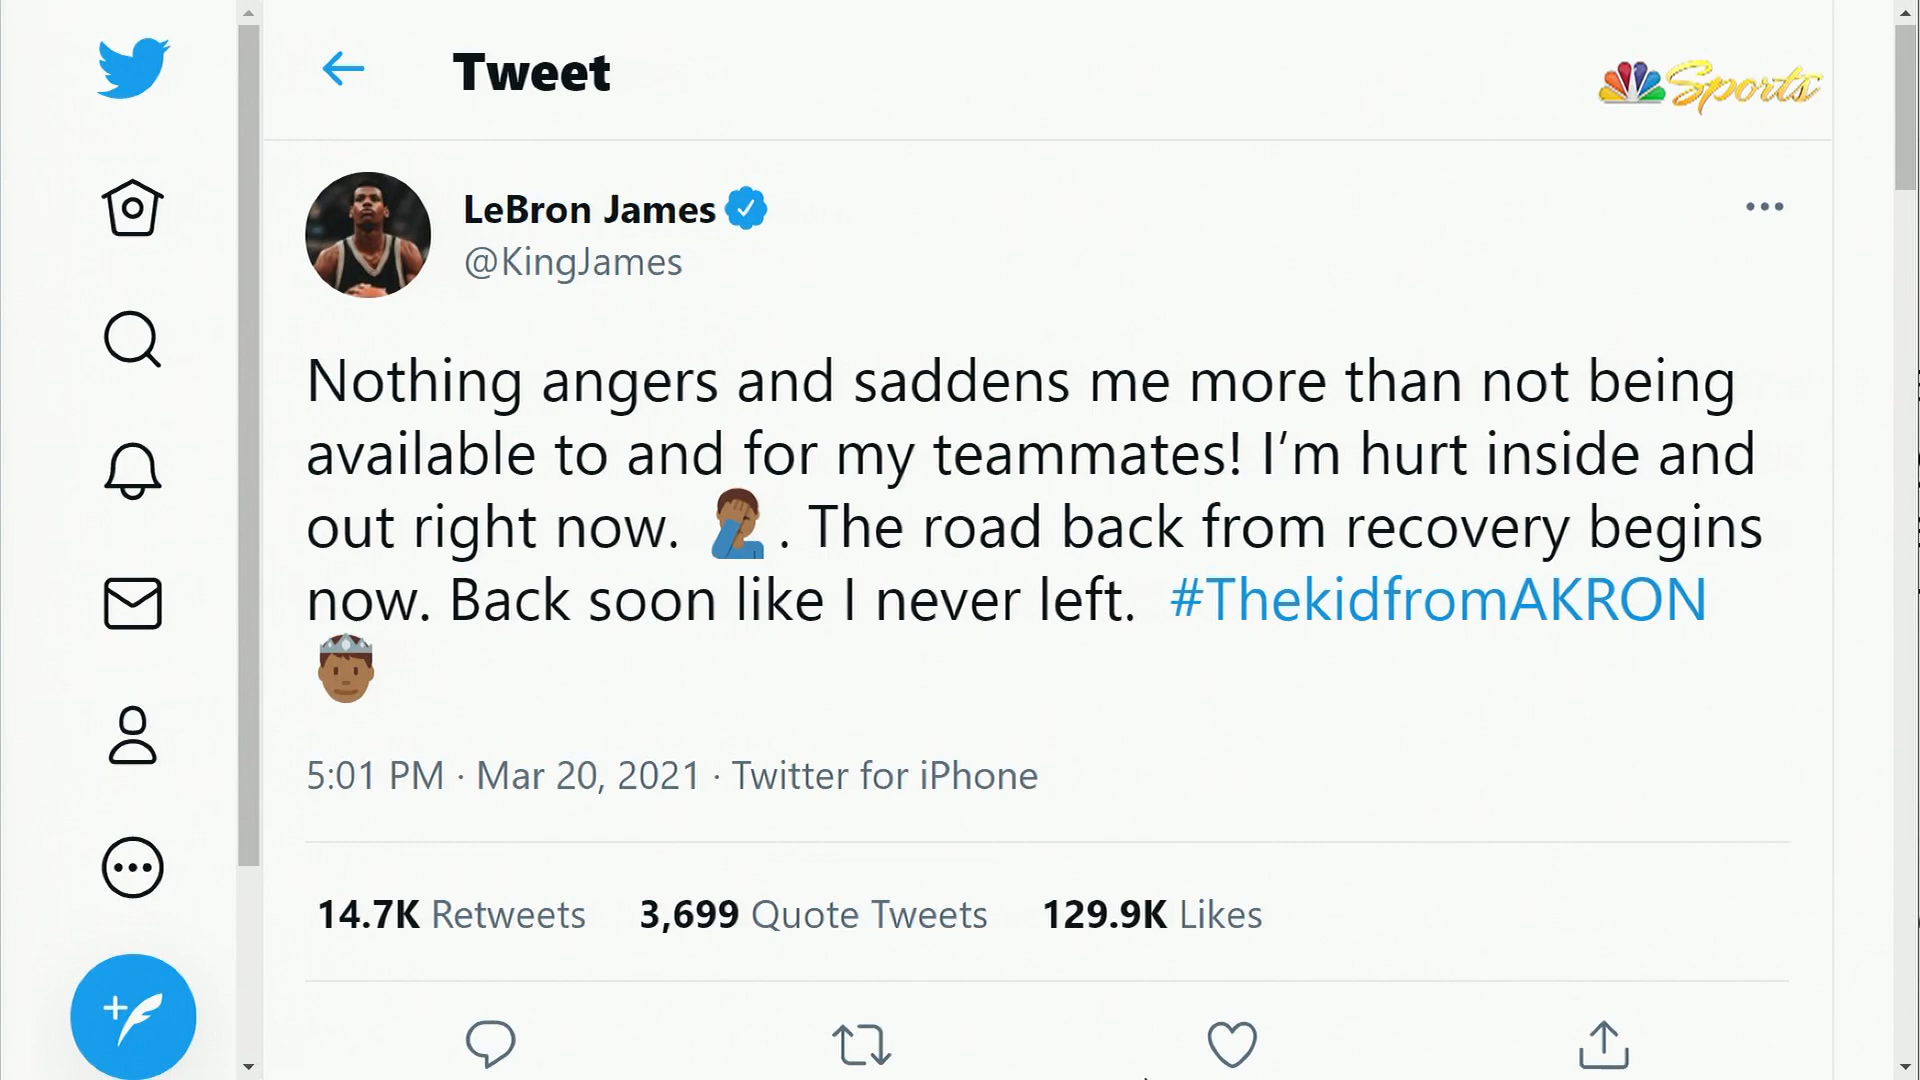 Tweet
Sports
LeBron James
@KingJames
Nothing angers and saddens me more than not being
available to and for my teammates! I’m hurt inside and
out right now. 🤦🏾‍♂️. The road back from recovery begins
now. Back soon like I never left. #ThekidfromAKRON
🤴🏾
5:01 PM · Mar 20, 2021 · Twitter for iPhone
14.7K Retweets 3,699 Quote Tweets 129.9K Likes